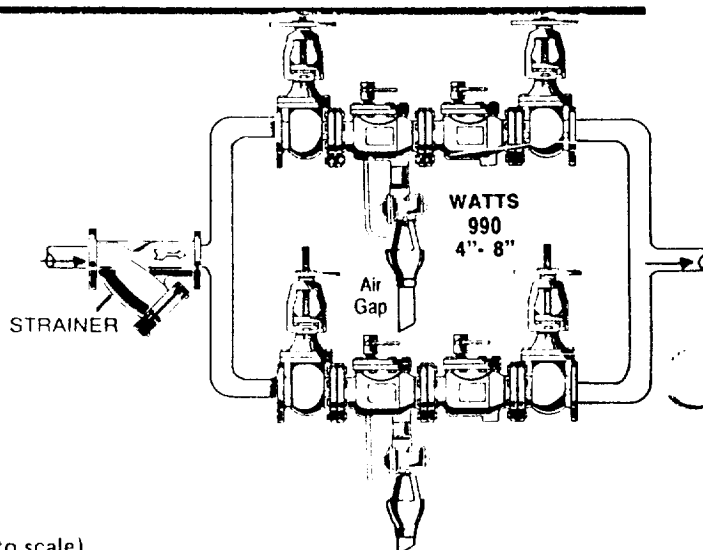 WATTS
990
4"- 8"
Air
Gap
STRAINER
to scale)